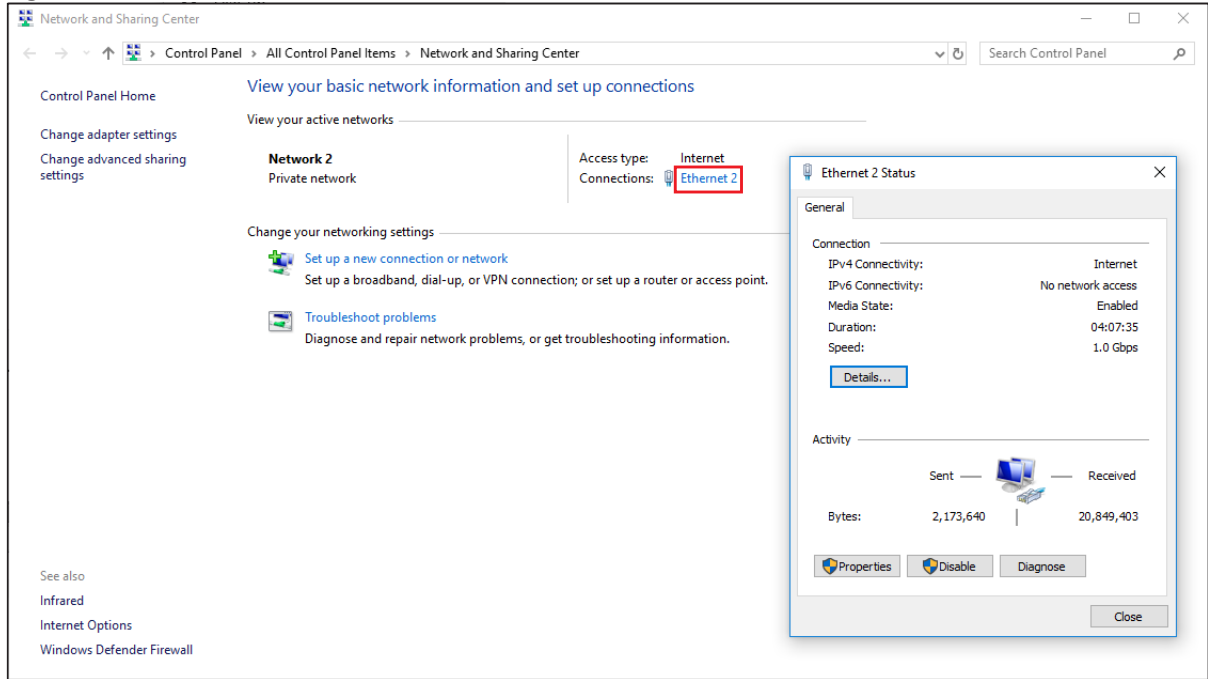 Network and Sharing Center
Control Panel > All Control Panel Items > Network and Sharing Center
Search Control Panel
Control Panel Home
Change adapter settings
Change advanced sharing
settings
View your basic network information and set up connections
View your active networks
Network 2
Private network
Access type: Internet
Connections: Ethernet 2
Change your networking settings
Set up a new connection or network
Set up a broadband, dial-up, or VPN connection; or set up a router or access point.
Troubleshoot problems
Diagnose and repair network problems, or get troubleshooting information.
See also
Infrared
Internet Options
Windows Defender Firewall
Ethernet 2 Status
General
Connection
IPv4 Connectivity: Internet
IPv6 Connectivity: No network access
Media State: Enabled
Duration: 04:07:35
Speed: 1.0 Gbps
Details...
Activity
Sent — Received
Bytes: 2,173,640 | 20,849,403
Properties Disable Diagnose
Close